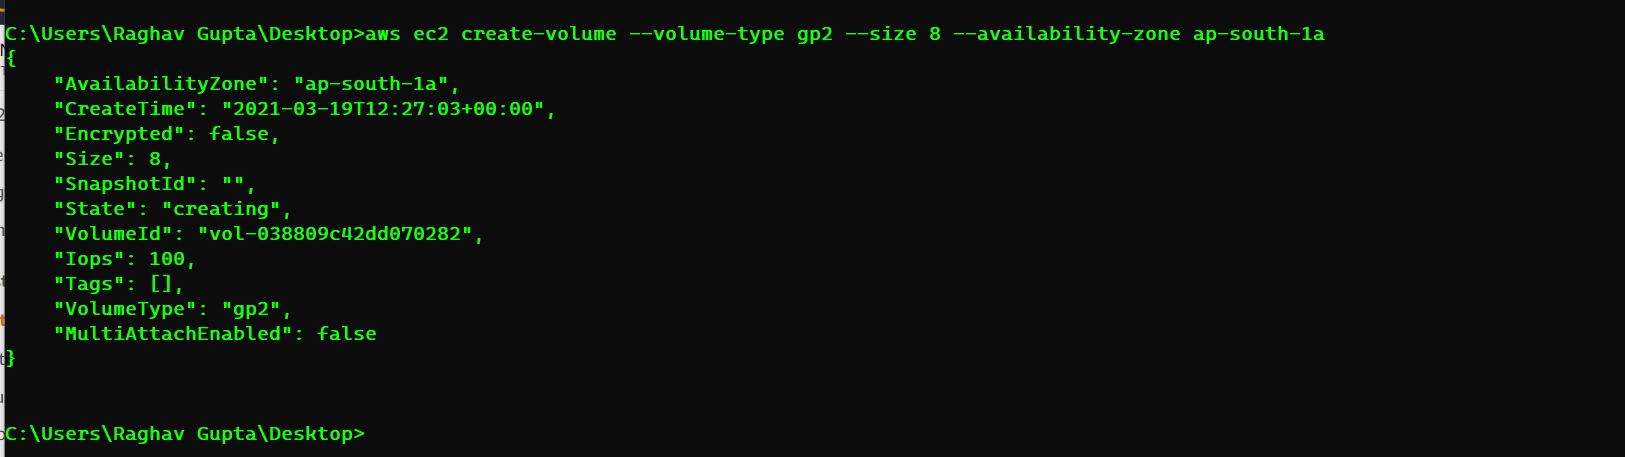 C:\Users\Raghav Gupta\Desktop>aws ec2 create-volume --volume-type gp2 --size 8 --availability-zone ap-south-1a
{
    "AvailabilityZone": "ap-south-1a",
    "CreateTime": "2021-03-19T12:27:03+00:00",
    "Encrypted": false,
    "Size": 8,
    "SnapshotId": "",
    "State": "creating",
    "VolumeId": "vol-038809c42dd070282",
    "Iops": 100,
    "Tags": [],
    "VolumeType": "gp2",
    "MultiAttachEnabled": false
}
C:\Users\Raghav Gupta\Desktop>